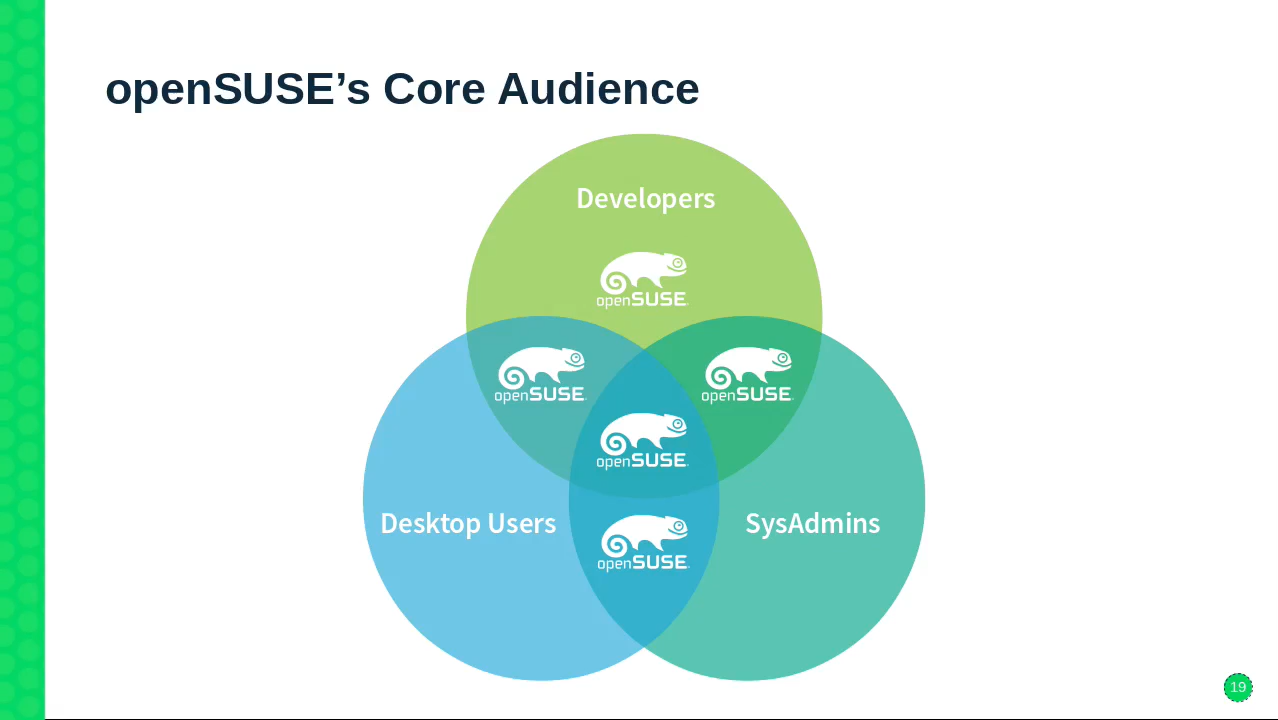 openSUSE’s Core Audience
Developers
openSUSE
openSUSE
openSUSE
openSUSE
Desktop Users
SysAdmins
openSUSE
19